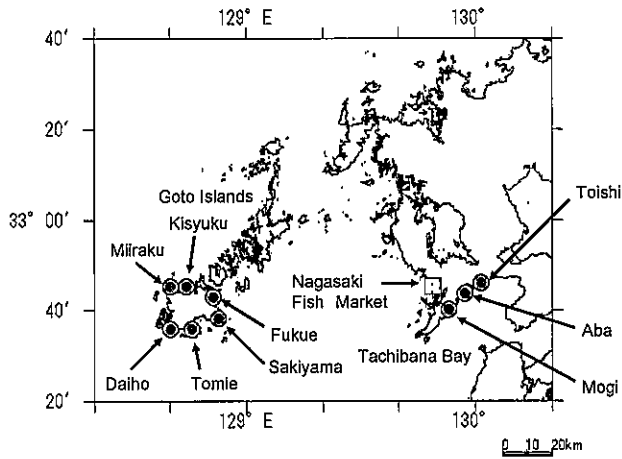 129° E
130°
40′
20′
33° 00′
40′
20′
Goto Islands
Kisyuku
Miiraku
Toishi
Nagasaki
Fish Market
Fukue
Aba
Sakiyama
Tachibana Bay
Daiho
Tomie
Mogi
129° E
130°
0 10 20km